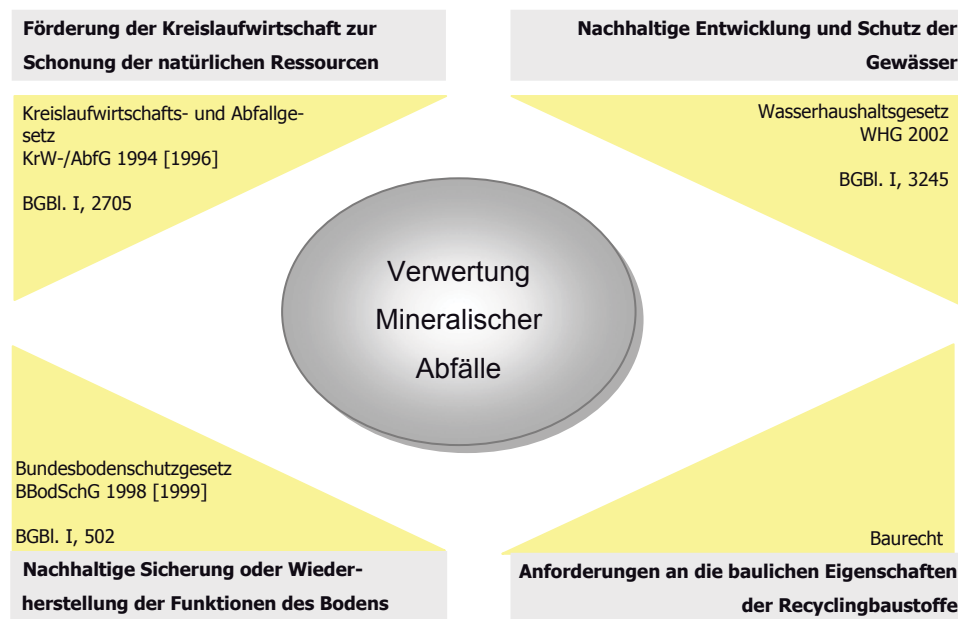 Förderung der Kreislaufwirtschaft zur
Schonung der natürlichen Ressourcen
Nachhaltige Entwicklung und Schutz der
Gewässer
Kreislaufwirtschafts- und Abfallge-
setz
KrW-/AbfG 1994 [1996]
BGBl. I, 2705
Wasserhaushaltsgesetz
WHG 2002
BGBl. I, 3245
Verwertung
Mineralischer
Abfälle
Bundesbodenschutzgesetz
BBodSchG 1998 [1999]
BGBl. I, 502
Baurecht
Nachhaltige Sicherung oder Wieder-
herstellung der Funktionen des Bodens
Anforderungen an die baulichen Eigenschaften
der Recyclingbaustoffe